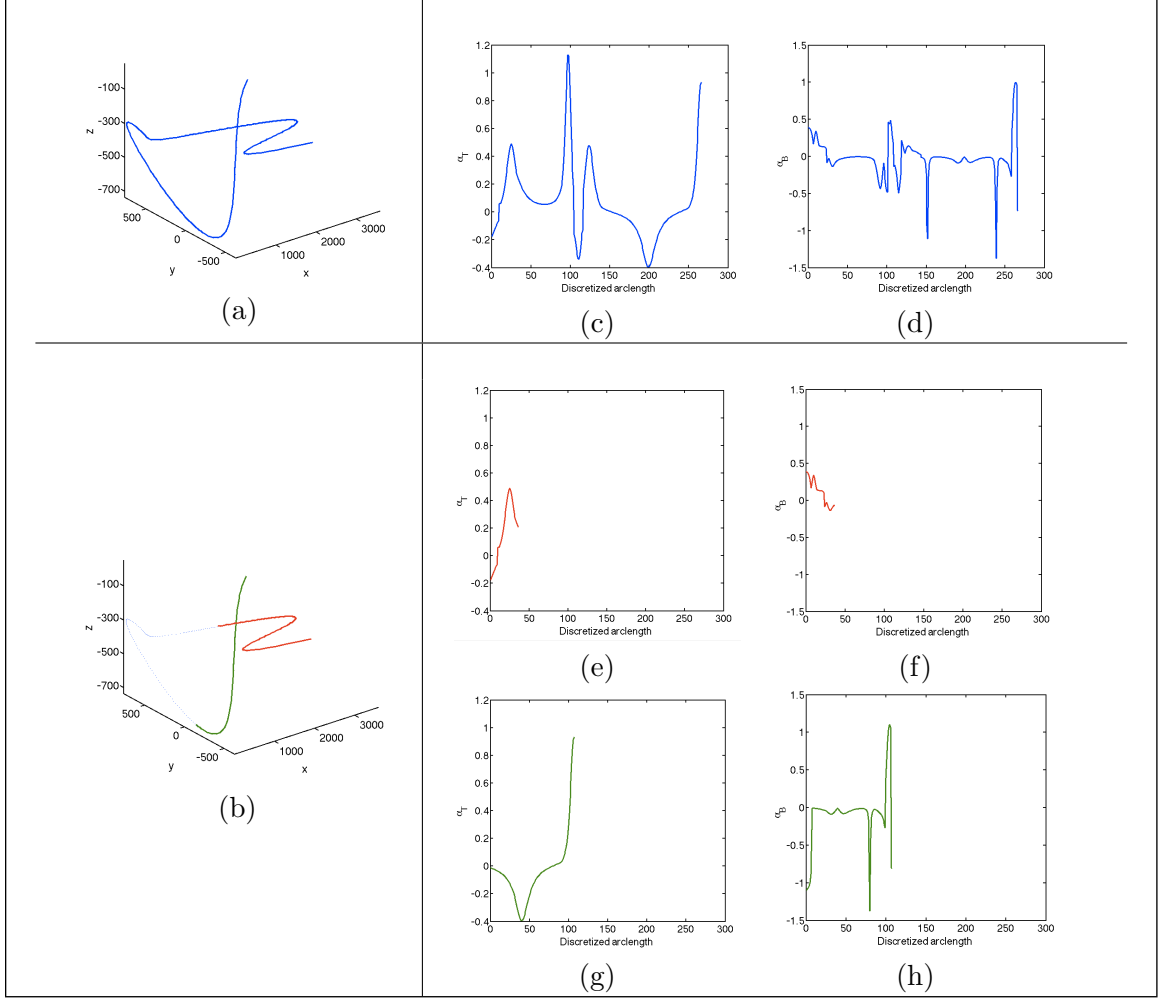 -100
-300
-500
-700
z
500
0
-500
y
1000
2000
3000
x
(a)
1.2
1
0.8
0.6
0.4
0.2
0
-0.2
-0.4
α_T
0 50 100 150 200 250 300
Discretized arclength
(c)
1.5
1
0.5
0
-0.5
-1
-1.5
α_B
0 50 100 150 200 250 300
Discretized arclength
(d)
-100
-300
-500
-700
z
500
0
-500
y
1000
2000
3000
x
(b)
1.2
1
0.8
0.6
0.4
0.2
0
-0.2
-0.4
α_T
0 50 100 150 200 250 300
Discretized arclength
(e)
1.5
1
0.5
0
-0.5
-1
-1.5
α_B
0 50 100 150 200 250 300
Discretized arclength
(f)
1.2
1
0.8
0.6
0.4
0.2
0
-0.2
-0.4
α_T
0 50 100 150 200 250 300
Discretized arclength
(g)
1.5
1
0.5
0
-0.5
-1
-1.5
α_B
0 50 100 150 200 250 300
Discretized arclength
(h)